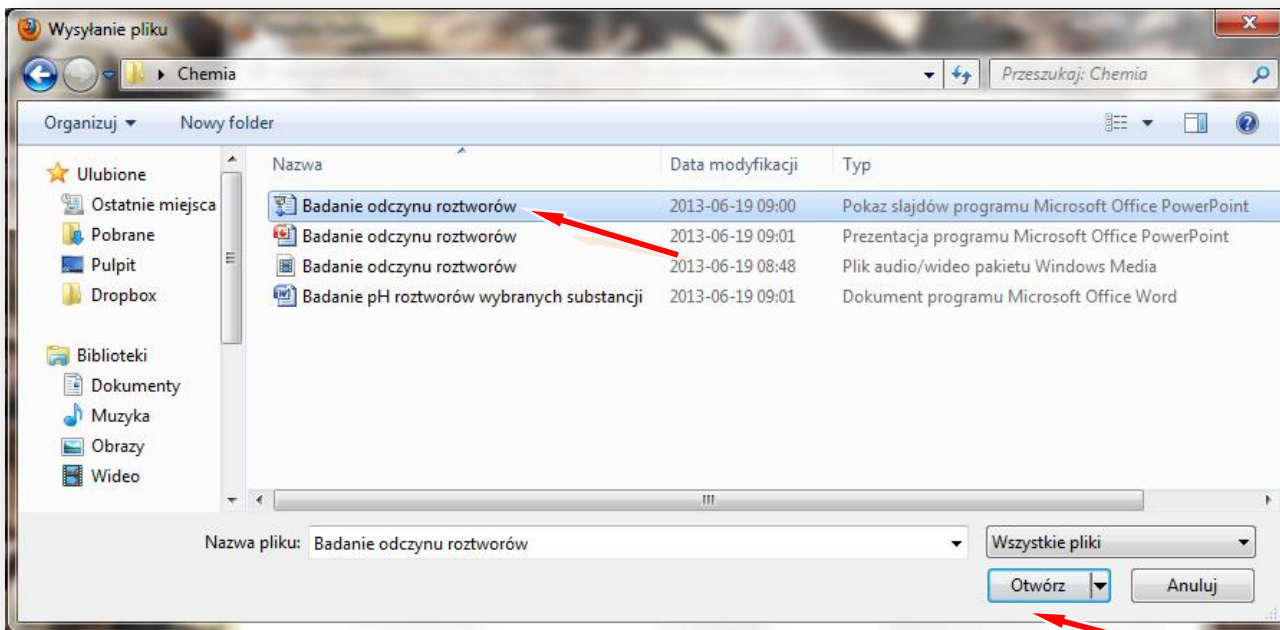 Wysyłanie pliku
Chemia
Przeszukaj: Chemia
Organizuj
Nowy folder
Nazwa Data modyfikacji Typ
Ulubione
Ostatnie miejsca
Pobrane
Pulpit
Dropbox
Biblioteki
Dokumenty
Muzyka
Obrazy
Wideo
Badanie odczynu roztworów 2013-06-19 09:00 Pokaz slajdów programu Microsoft Office PowerPoint
Badanie odczynu roztworów 2013-06-19 09:01 Prezentacja programu Microsoft Office PowerPoint
Badanie odczynu roztworów 2013-06-19 08:48 Plik audio/wideo pakietu Windows Media
Badanie pH roztworów wybranych substancji 2013-06-19 09:01 Dokument programu Microsoft Office Word
Nazwa pliku: Badanie odczynu roztworów Wszystkie pliki
Otwórz Anuluj